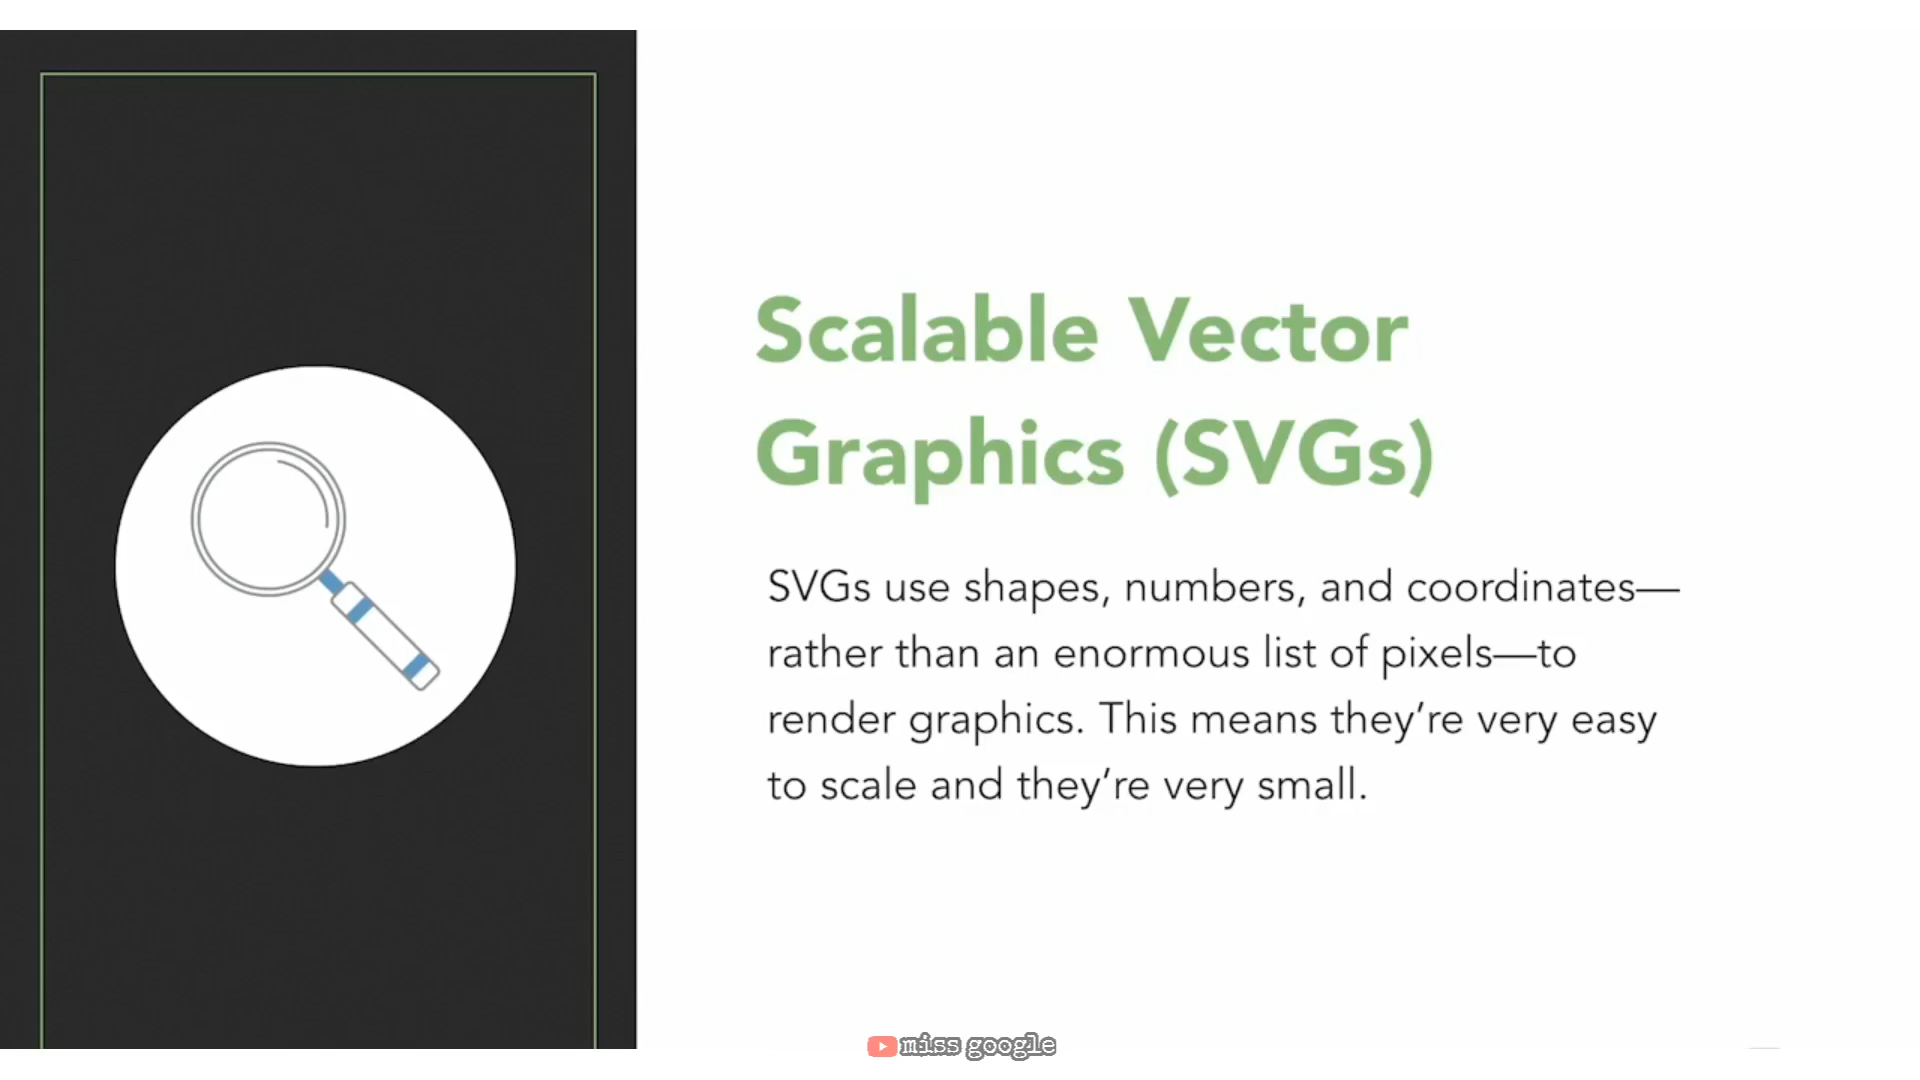 Scalable Vector
Graphics (SVGs)
SVGs use shapes, numbers, and coordinates—
rather than an enormous list of pixels—to
render graphics. This means they’re very easy
to scale and they’re very small.
miss google